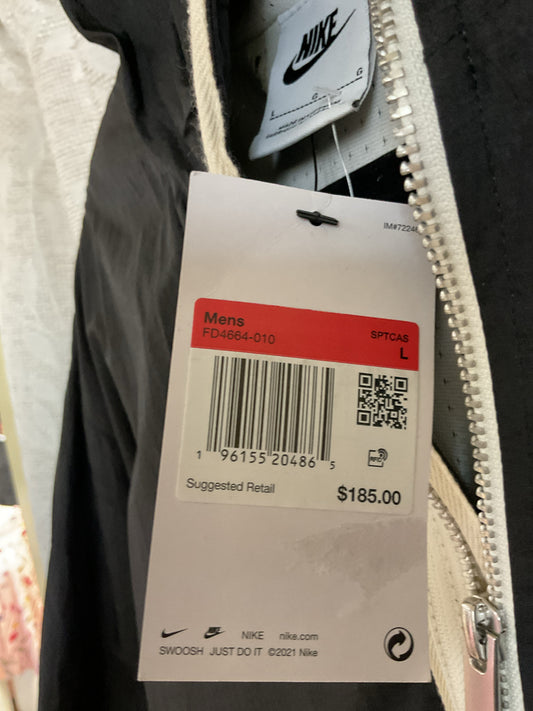 NIKE
L G G
IM#7224
Mens
FD4664-010
SPTCAS
L
1 96155 20486 5
RFID
Suggested Retail
$185.00
NIKE nike.com
SWOOSH JUST DO IT ©2021 Nike